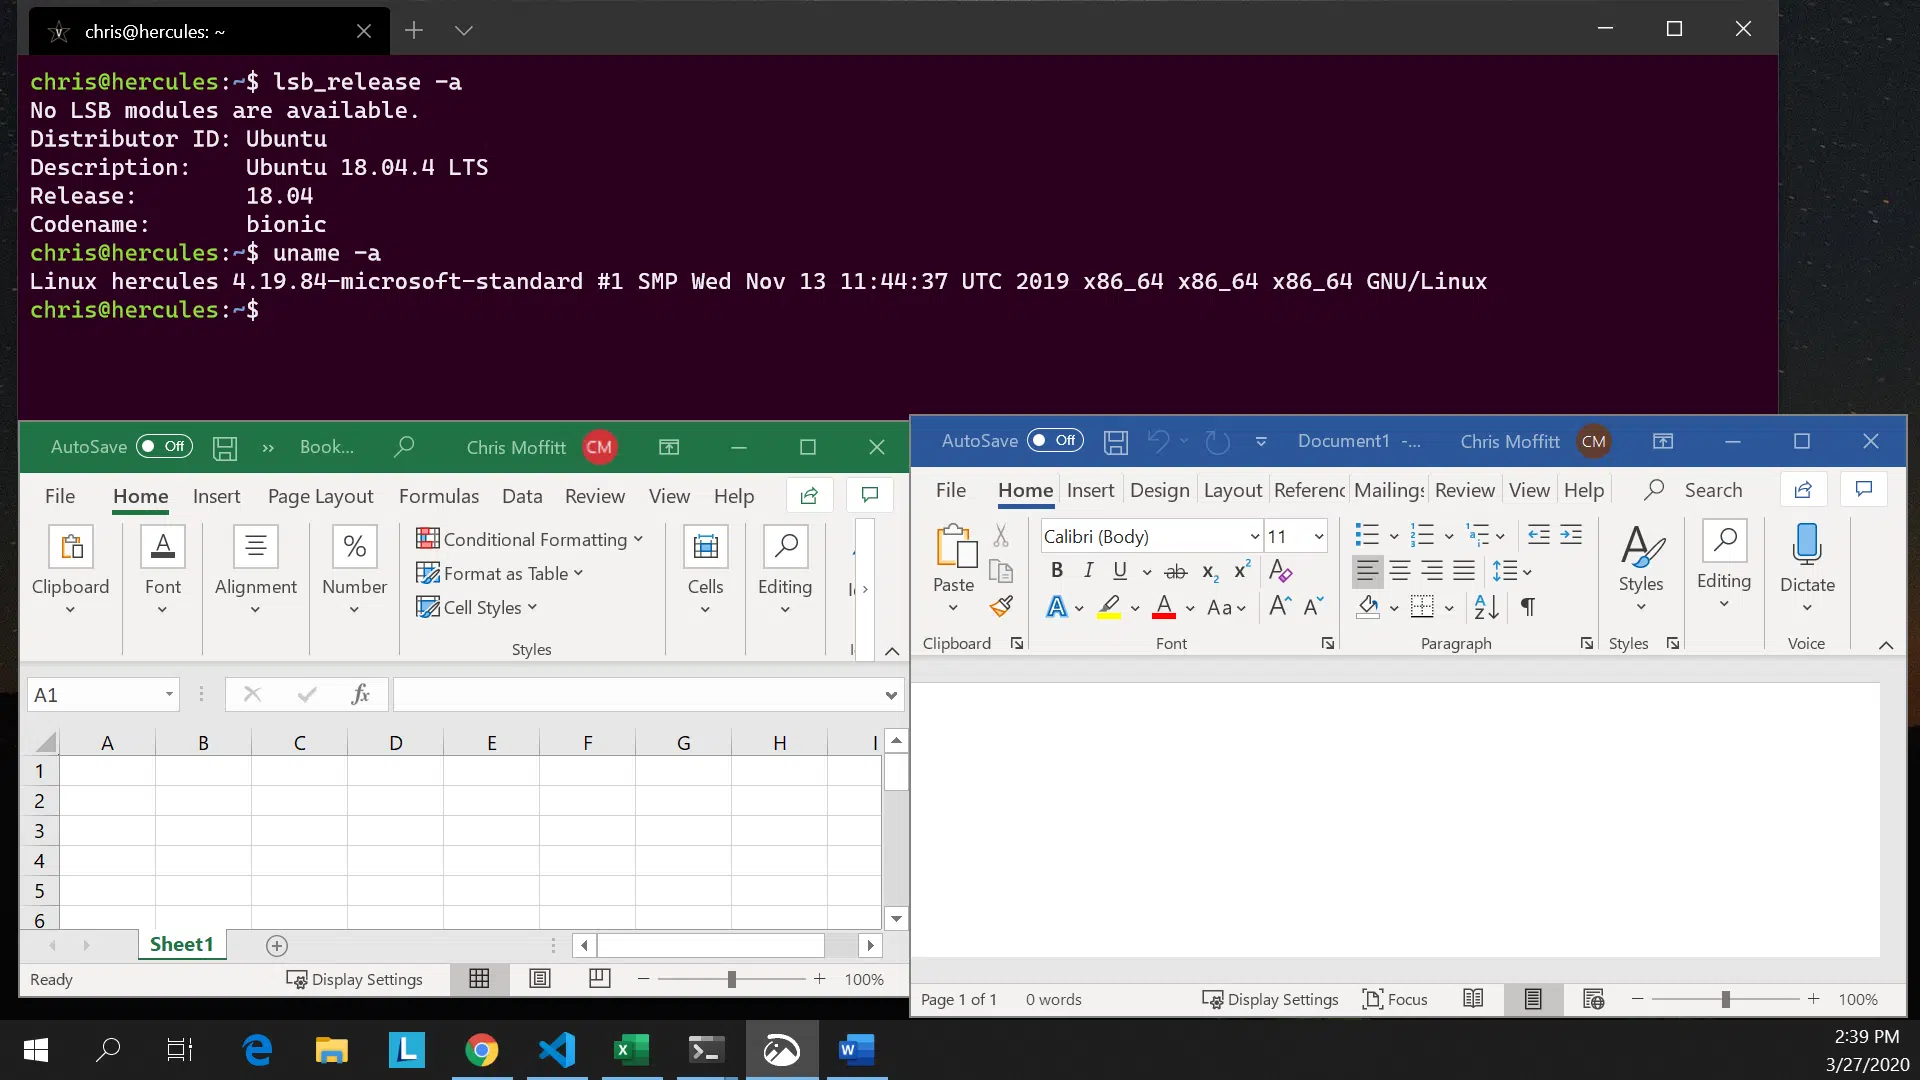 chris@hercules: ~
chris@hercules:~$ lsb_release -a
No LSB modules are available.
Distributor ID: Ubuntu
Description:    Ubuntu 18.04.4 LTS
Release:        18.04
Codename:       bionic
chris@hercules:~$ uname -a
Linux hercules 4.19.84-microsoft-standard #1 SMP Wed Nov 13 11:44:37 UTC 2019 x86_64 x86_64 x86_64 GNU/Linux
chris@hercules:~$
AutoSave Off Book... Chris Moffitt CM
File Home Insert Page Layout Formulas Data Review View Help
Conditional Formatting
Format as Table
Cell Styles
Clipboard Font Alignment Number Cells Editing
Styles
A1 fx
A B C D E F G H I
1
2
3
4
5
6
Sheet1
Ready Display Settings 100%
AutoSave Off Document1 -... Chris Moffitt CM
File Home Insert Design Layout Referenc Mailings Review View Help Search
Calibri (Body) 11
B I U ab x₂ x²
A A Aa A A
Paste Styles Editing Dictate
Clipboard Font Paragraph Styles Voice
Page 1 of 1 0 words Display Settings Focus 100%
2:39 PM
3/27/2020